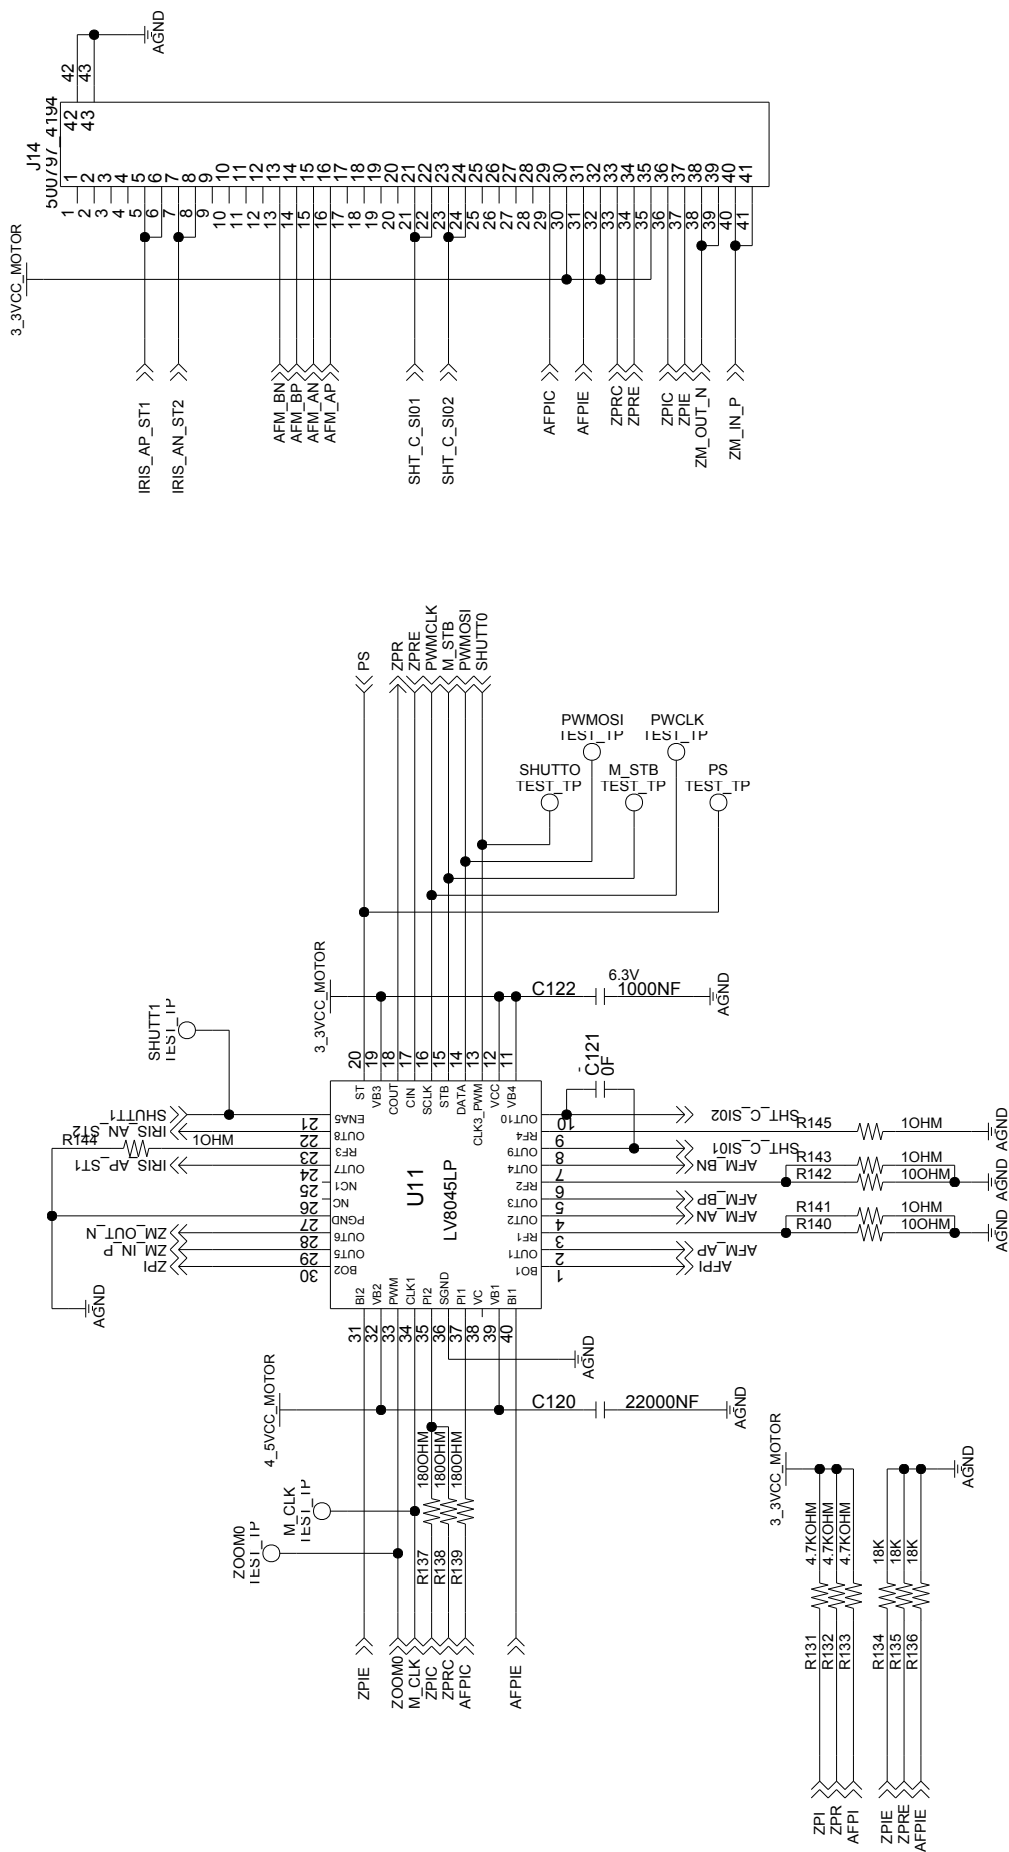 AGND
42
43
J14
500797_4194
42
43
1
2
3
4
5
6
7
8
9
10
11
12
13
14
15
16
17
18
19
20
21
22
23
24
25
26
27
28
29
30
31
32
33
34
35
36
37
38
39
40
41
1
2
3
4
5
6
7
8
9
10
11
12
13
14
15
16
17
18
19
20
21
22
23
24
25
26
27
28
29
30
31
32
33
34
35
36
37
38
39
40
41
3_3VCC_MOTOR
IRIS_AP_ST1
IRIS_AN_ST2
AFM_BN
AFM_BP
AFM_AN
AFM_AP
SHT_C_SI01
SHT_C_SI02
AFPIC
AFPIE
ZPRC
ZPRE
ZPIC
ZPIE
ZM_OUT_N
ZM_IN_P
PS
ZPR
ZPRE
PWMCLK
M_STB
PWMOSI
SHUTT0
PWMOSI
TEST_TP
PWCLK
TEST_TP
SHUTTO
TEST_TP
M_STB
TEST_TP
PS
TEST_TP
3_3VCC_MOTOR
C122
6.3V
1000NF
AGND
SHUTT1
TEST_TP
20
19
18
17
16
15
14
13
12
11
C121
0F
ST
VB3
COUT
CIN
SCLK
STB
DATA
CLK3_PWM
VCC
VB4
SHUTT1
IRIS_AN_ST2
R144
1OHM
IRIS_AP_ST1
ZM_OUT_N
ZM_IN_P
ZPI
AGND
21
22
23
24
25
26
27
28
29
30
ENA5
OUT8
RF3
OUT7
NC1
NC
PGND
OUT6
OUT5
BO2
U11
LV8045LP
OUT10
RF4
OUT9
OUT4
RF2
OUT3
OUT2
RF1
OUT1
BO1
10
9
8
7
6
5
4
3
2
1
SHT_C_SI02
SHT_C_SI01
AFM_BN
AFM_BP
AFM_AN
AFM_AP
AFPI
R145
1OHM
AGND
R143
1OHM
R142
10OHM
AGND
R141
1OHM
R140
10OHM
AGND
BI2
VB2
PWM
CLK1
PI2
SGND
PI1
VC
VB1
BI1
31
32
33
34
35
36
37
38
39
40
AGND
4_5VCC_MOTOR
C120
22000NF
AGND
ZOOM0
TEST_TP
M_CLK
TEST_TP
R137
180OHM
R138
180OHM
R139
180OHM
ZPIE
ZOOM0
M_CLK
ZPIC
ZPRC
AFPIC
AFPIE
3_3VCC_MOTOR
AGND
R131
4.7KOHM
R132
4.7KOHM
R133
4.7KOHM
R134
18K
R135
18K
R136
18K
ZPI
ZPR
AFPI
ZPIE
ZPRE
AFPIE